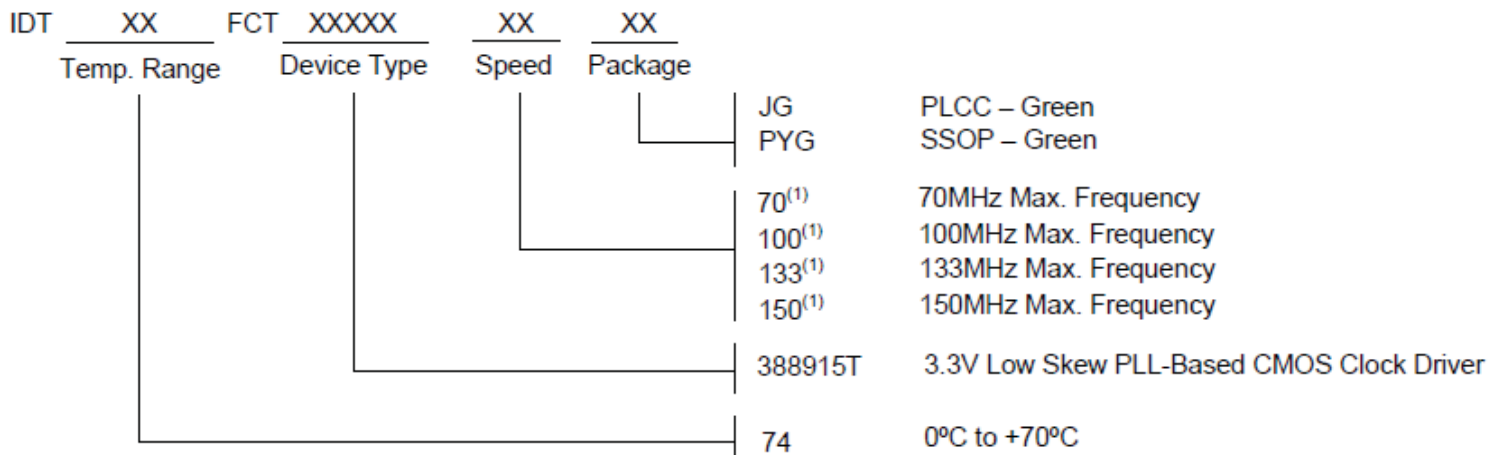 IDT XX FCT XXXXX XX XX
Temp. Range Device Type Speed Package
JG PLCC – Green
PYG SSOP – Green
70(1) 70MHz Max. Frequency
100(1) 100MHz Max. Frequency
133(1) 133MHz Max. Frequency
150(1) 150MHz Max. Frequency
388915T 3.3V Low Skew PLL-Based CMOS Clock Driver
74 0ºC to +70ºC